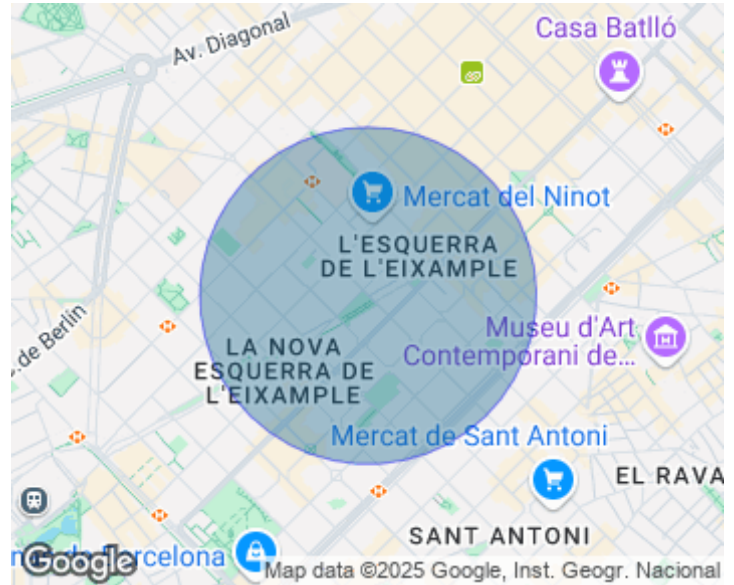 Casa Batlló
Av. Diagonal
Mercat del Ninot
L'ESQUERRA
DE L'EIXAMPLE
.de Berlin
Museu d'Art
Contemporani de...
LA NOVA
ESQUERRA DE
L'EIXAMPLE
Mercat de Sant Antoni
EL RAVA
SANT ANTONI
Google
rcelona
Map data ©2025 Google, Inst. Geogr. Nacional